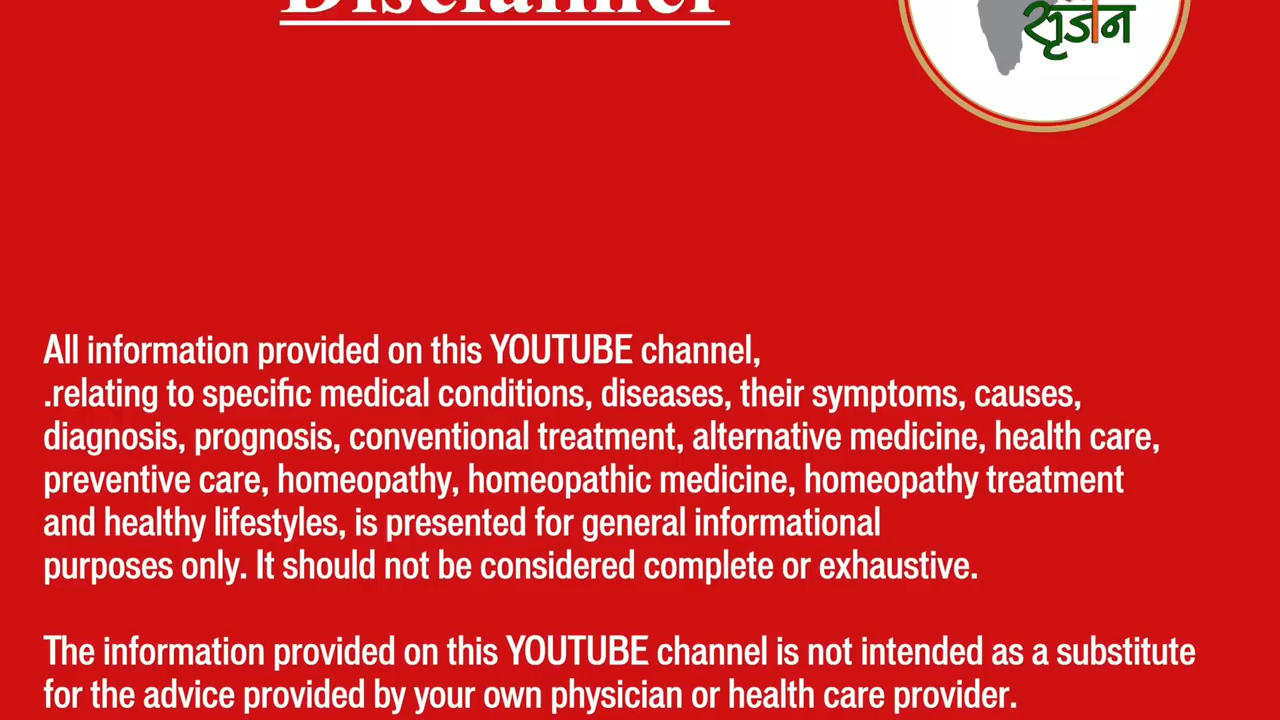 Disclaimer
सृजन
All information provided on this YOUTUBE channel,
.relating to specific medical conditions, diseases, their symptoms, causes,
diagnosis, prognosis, conventional treatment, alternative medicine, health care,
preventive care, homeopathy, homeopathic medicine, homeopathy treatment
and healthy lifestyles, is presented for general informational
purposes only. It should not be considered complete or exhaustive.
The information provided on this YOUTUBE channel is not intended as a substitute
for the advice provided by your own physician or health care provider.